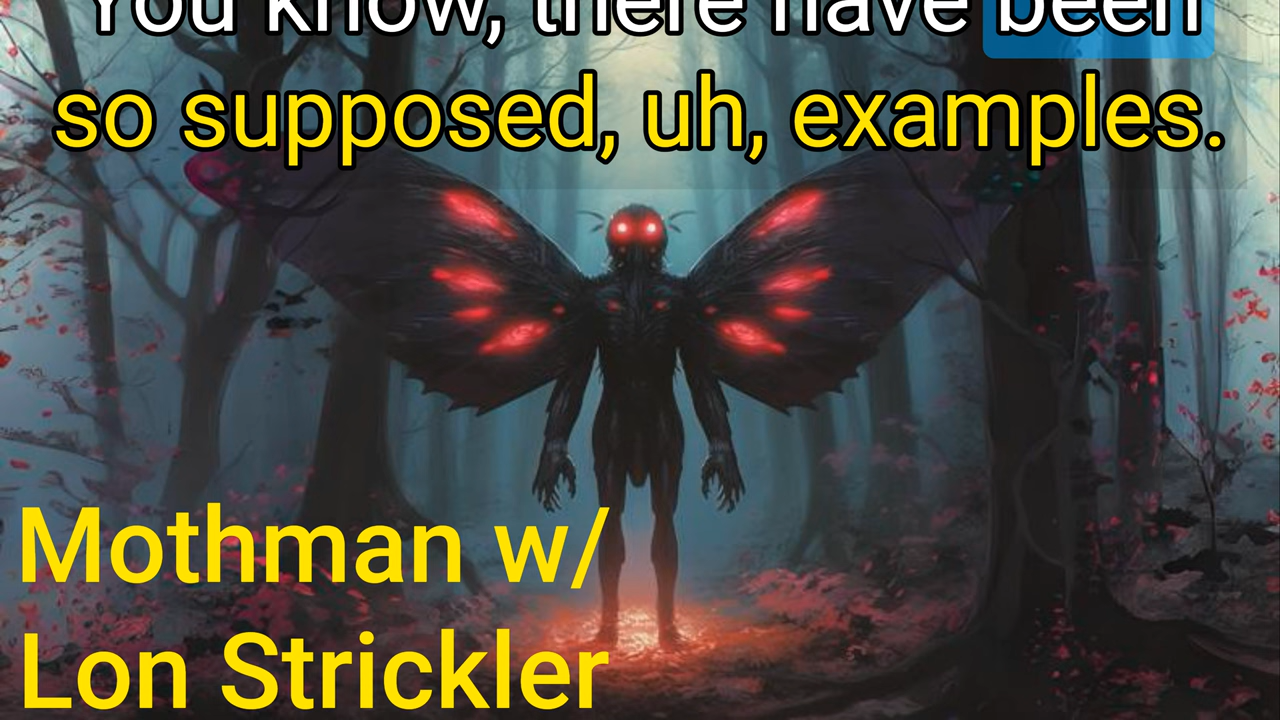 You know, there have been
so supposed, uh, examples.
Mothman w/
Lon Strickler